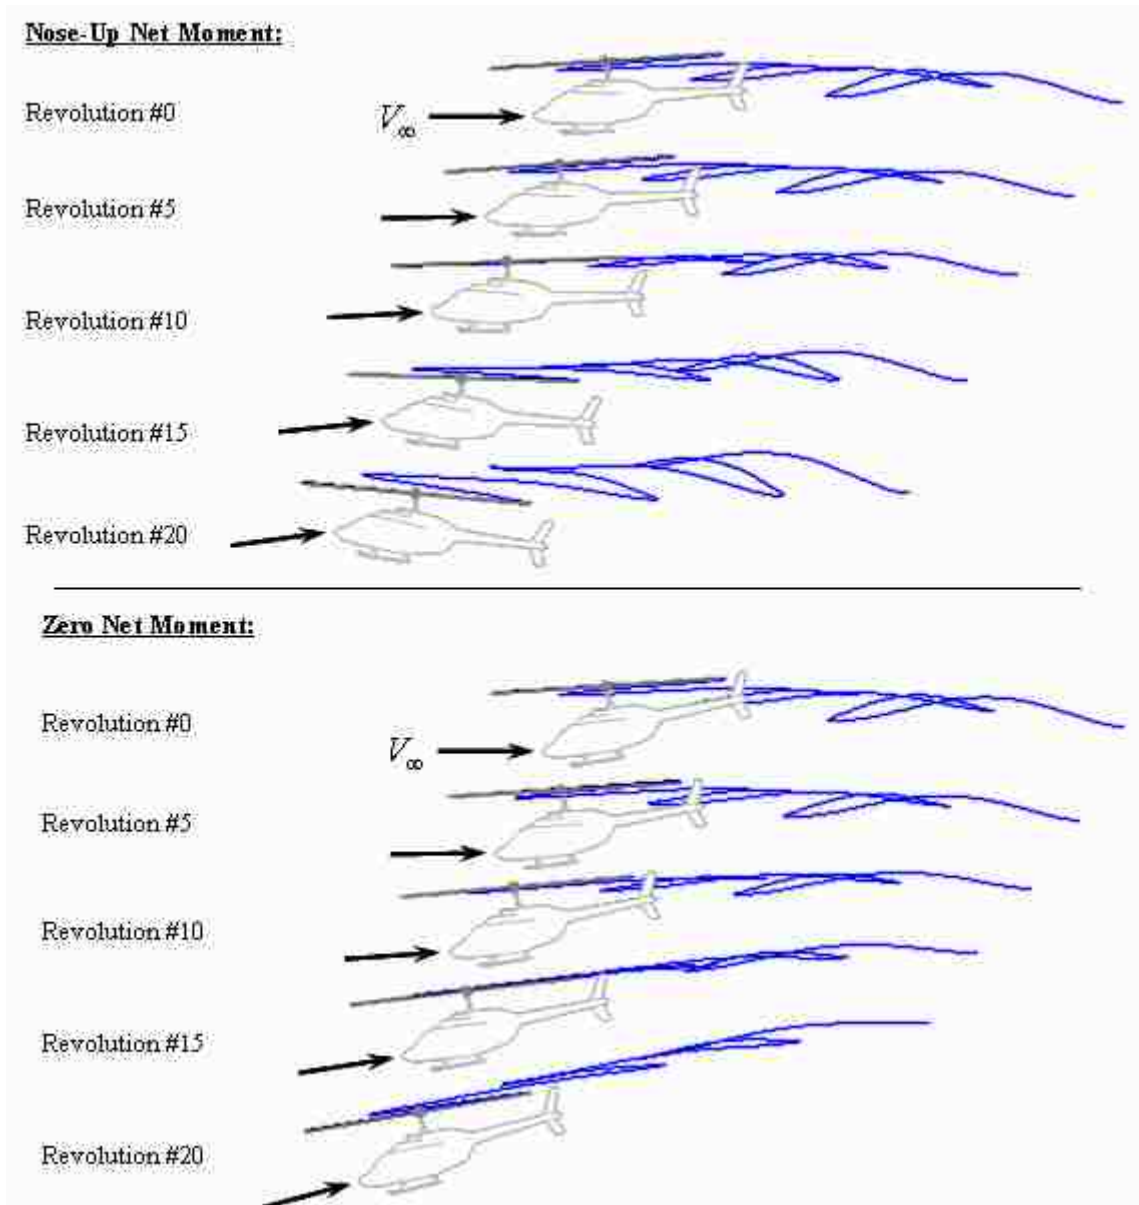 Nose-Up Net Moment:
Revolution #0
V∞
Revolution #5
Revolution #10
Revolution #15
Revolution #20
Zero Net Moment:
Revolution #0
V∞
Revolution #5
Revolution #10
Revolution #15
Revolution #20